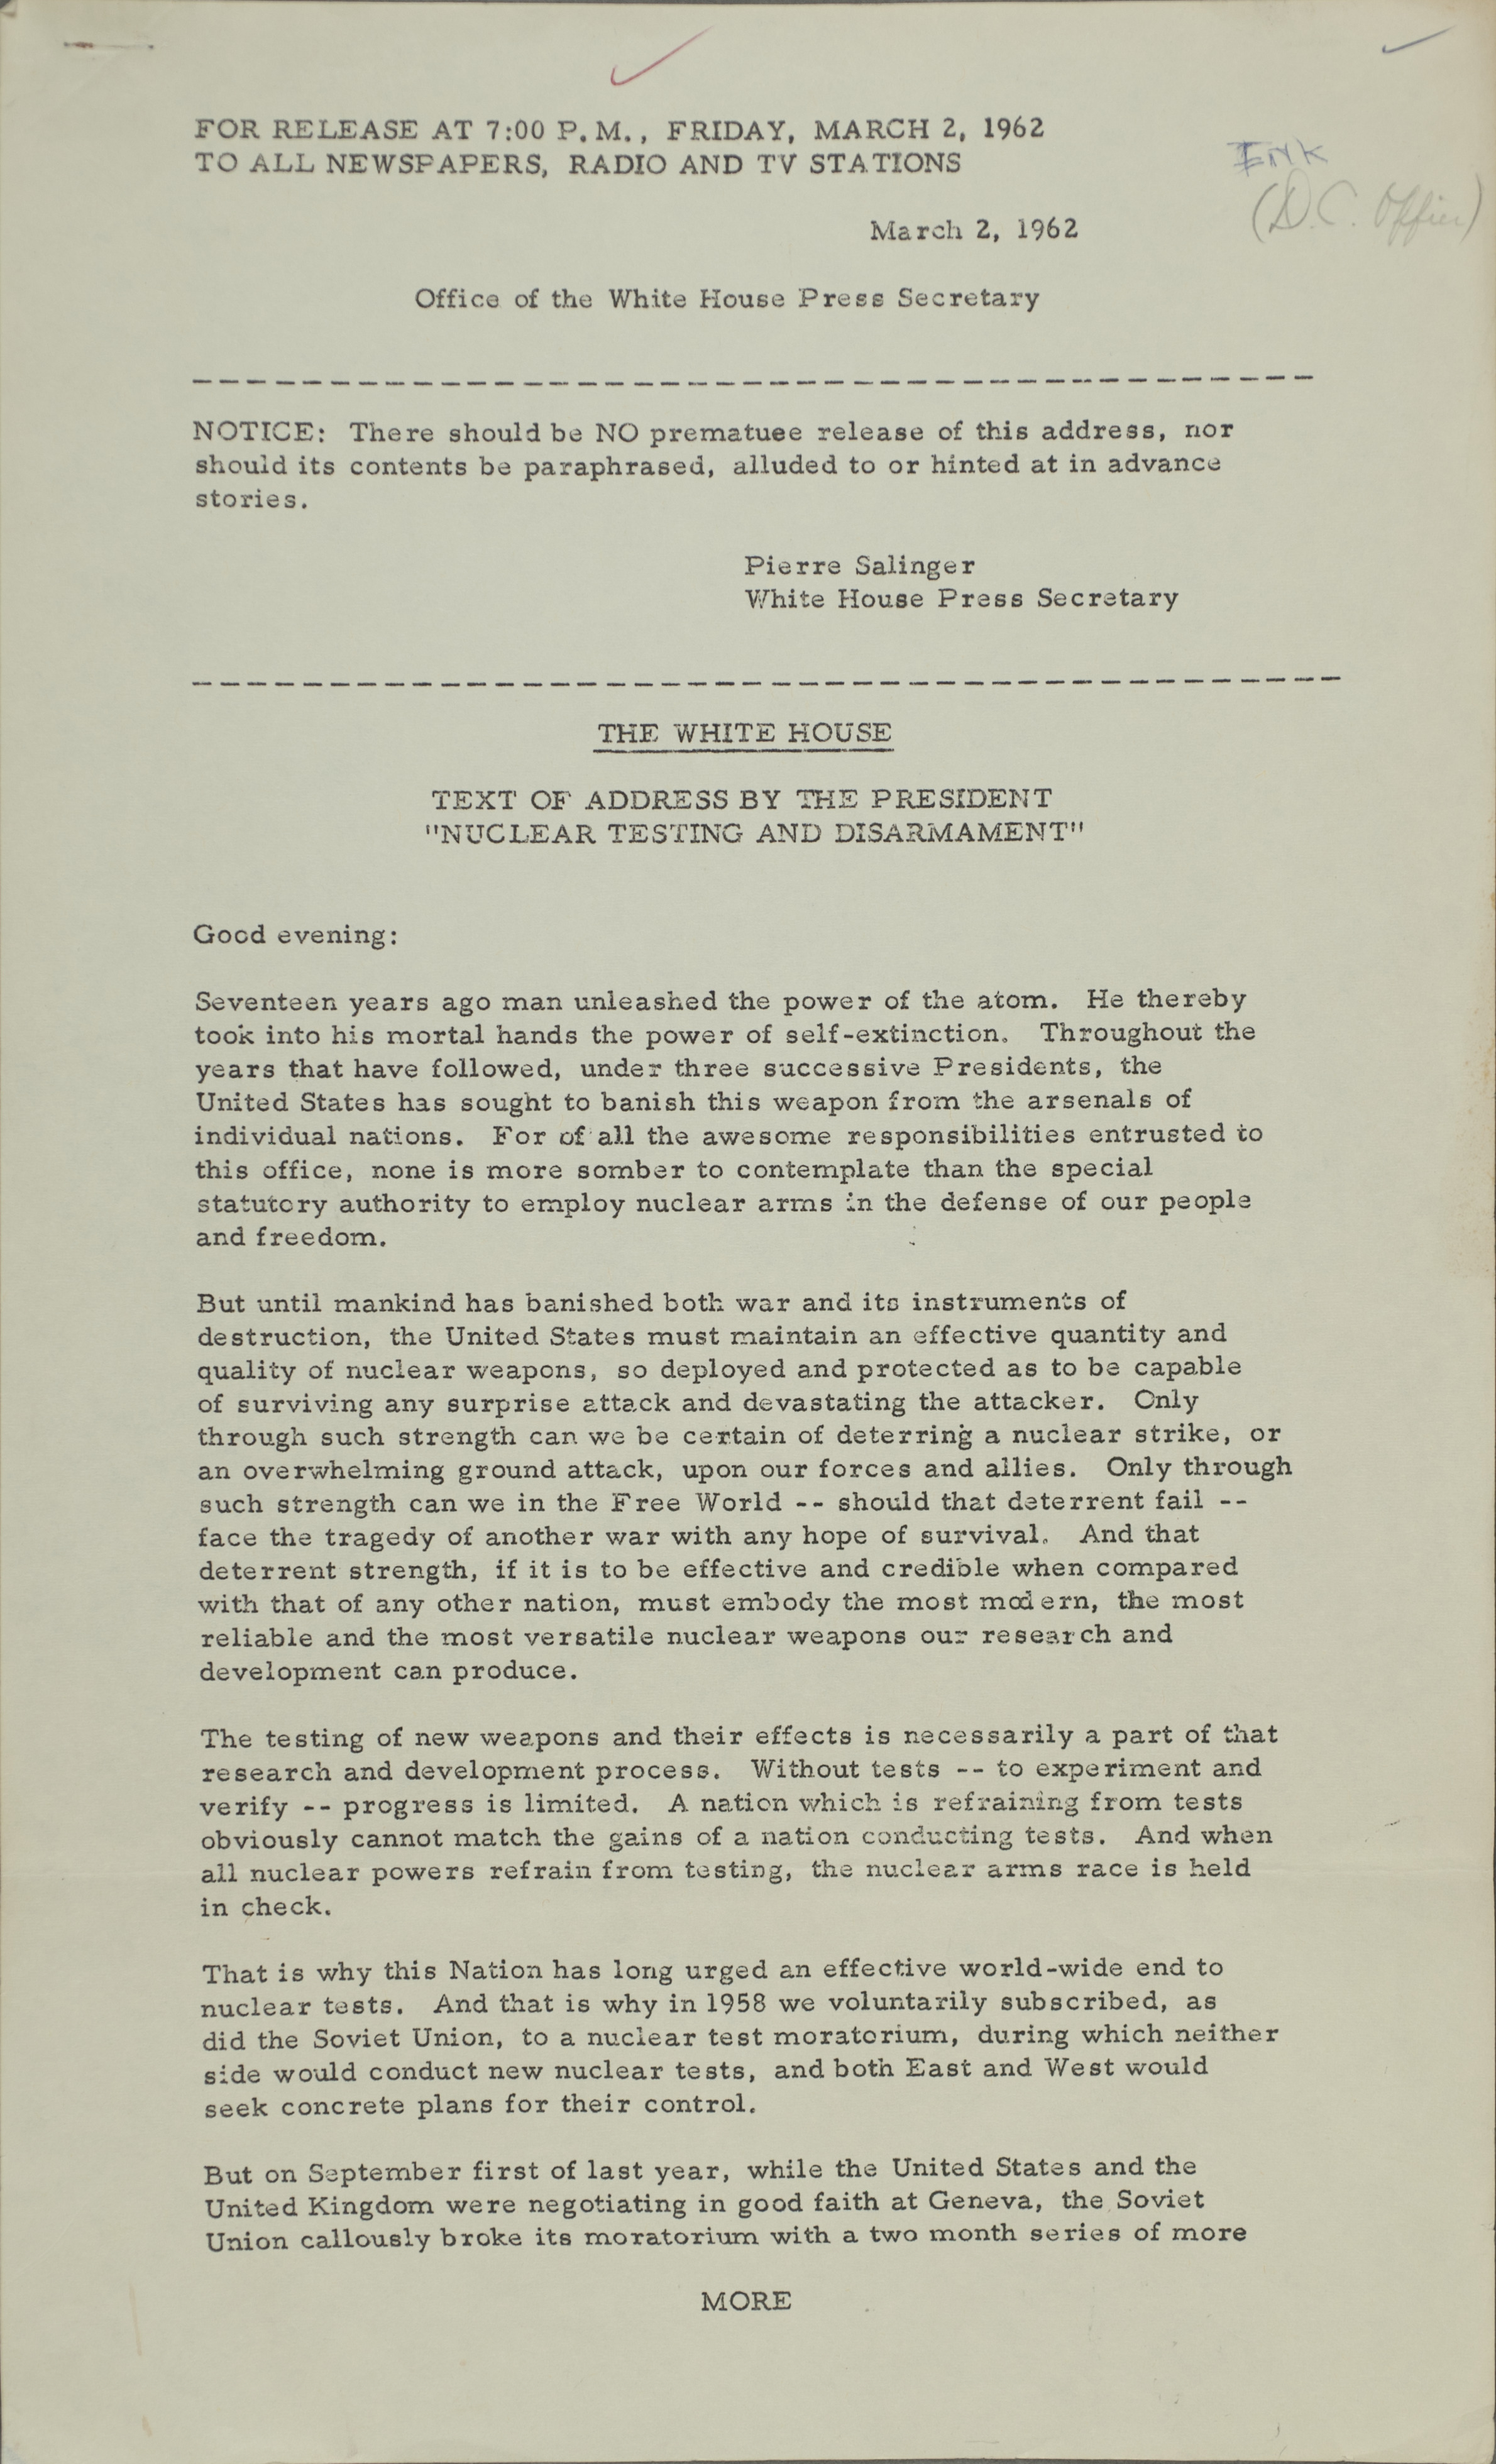 FOR RELEASE AT 7:00 P.M., FRIDAY, MARCH 2, 1962
TO ALL NEWSPAPERS, RADIO AND TV STATIONS
(D.C. Office)
March 2, 1962
Office of the White House Press Secretary
NOTICE: There should be NO prematuee release of this address, nor
should its contents be paraphrased, alluded to or hinted at in advance
stories.
Pierre Salinger
White House Press Secretary
THE WHITE HOUSE
TEXT OF ADDRESS BY THE PRESIDENT
"NUCLEAR TESTING AND DISARMAMENT"
Good evening:
Seventeen years ago man unleashed the power of the atom. He thereby
took into his mortal hands the power of self-extinction. Throughout the
years that have followed, under three successive Presidents, the
United States has sought to banish this weapon from the arsenals of
individual nations. For of all the awesome responsibilities entrusted to
this office, none is more somber to contemplate than the special
statutory authority to employ nuclear arms in the defense of our people
and freedom.
But until mankind has banished both war and its instruments of
destruction, the United States must maintain an effective quantity and
quality of nuclear weapons, so deployed and protected as to be capable
of surviving any surprise attack and devastating the attacker. Only
through such strength can we be certain of deterring a nuclear strike, or
an overwhelming ground attack, upon our forces and allies. Only through
such strength can we in the Free World -- should that deterrent fail --
face the tragedy of another war with any hope of survival. And that
deterrent strength, if it is to be effective and credible when compared
with that of any other nation, must embody the most modern, the most
reliable and the most versatile nuclear weapons our research and
development can produce.
The testing of new weapons and their effects is necessarily a part of that
research and development process. Without tests -- to experiment and
verify -- progress is limited. A nation which is refraining from tests
obviously cannot match the gains of a nation conducting tests. And when
all nuclear powers refrain from testing, the nuclear arms race is held
in check.
That is why this Nation has long urged an effective world-wide end to
nuclear tests. And that is why in 1958 we voluntarily subscribed, as
did the Soviet Union, to a nuclear test moratorium, during which neither
side would conduct new nuclear tests, and both East and West would
seek concrete plans for their control.
But on September first of last year, while the United States and the
United Kingdom were negotiating in good faith at Geneva, the Soviet
Union callously broke its moratorium with a two month series of more
MORE